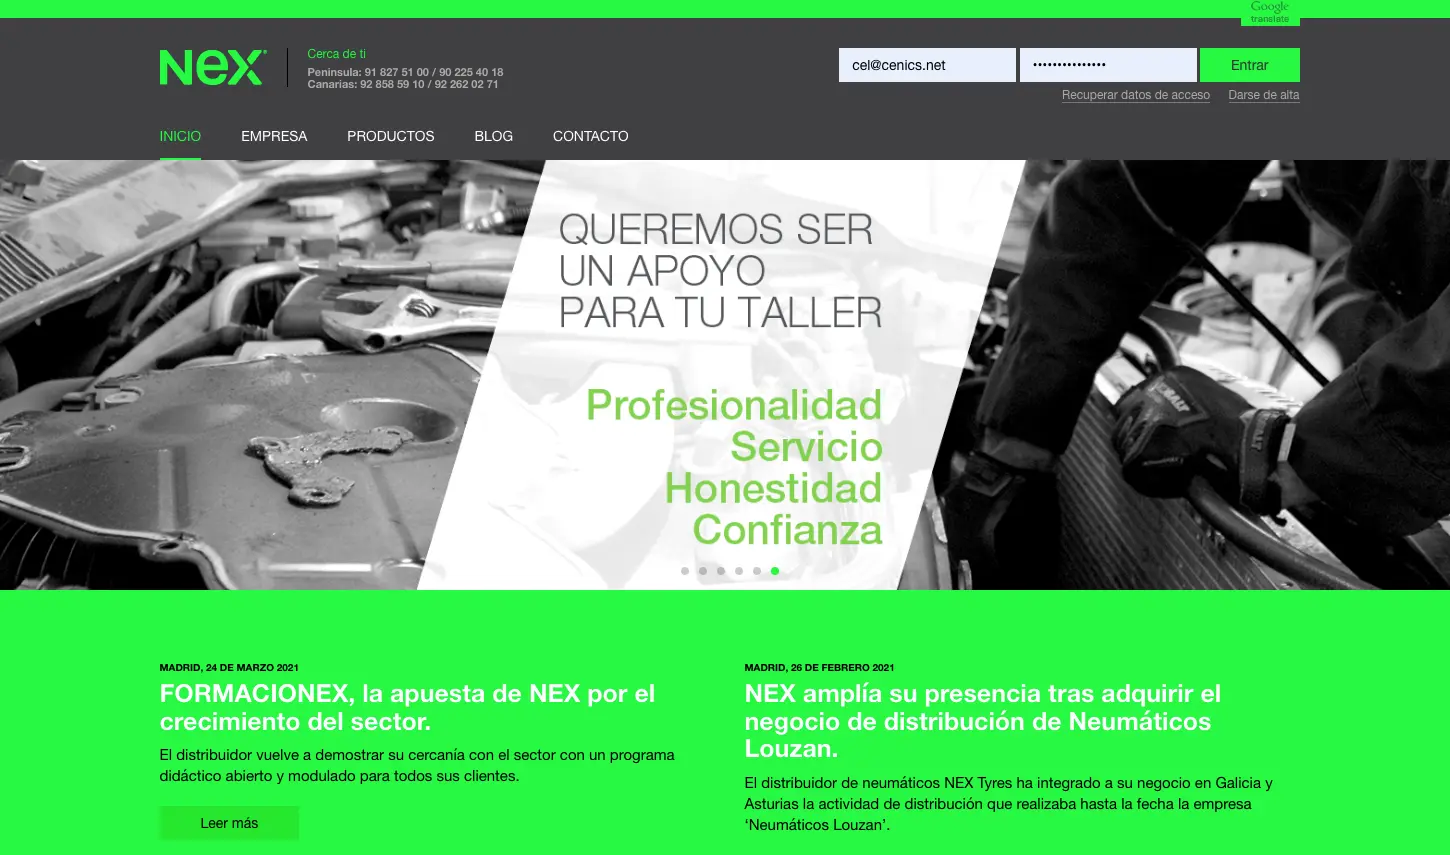 Google
translate
Nex
Cerca de ti
Peninsula: 91 827 51 00 / 90 225 40 18
Canarias: 92 858 59 10 / 92 262 02 71
cel@cenics.net
•••••••••••••••
Entrar
Recuperar datos de acceso
Darse de alta
INICIO
EMPRESA
PRODUCTOS
BLOG
CONTACTO
QUEREMOS SER
UN APOYO
PARA TU TALLER
Profesionalidad
Servicio
Honestidad
Confianza
MADRID, 24 DE MARZO 2021
FORMACIONEX, la apuesta de NEX por el
crecimiento del sector.
El distribuidor vuelve a demostrar su cercanía con el sector con un programa
didáctico abierto y modulado para todos sus clientes.
Leer más
MADRID, 26 DE FEBRERO 2021
NEX amplía su presencia tras adquirir el
negocio de distribución de Neumáticos
Louzan.
El distribuidor de neumáticos NEX Tyres ha integrado a su negocio en Galicia y
Asturias la actividad de distribución que realizaba hasta la fecha la empresa
‘Neumáticos Louzan’.